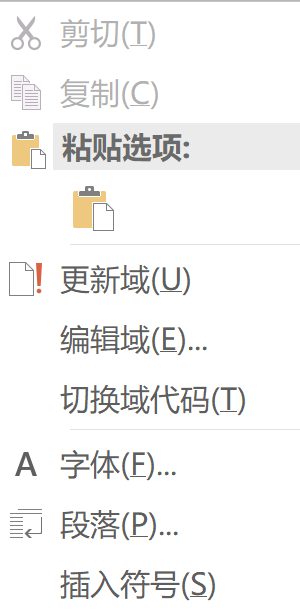 剪切(T)
复制(C)
粘贴选项:
更新域(U)
编辑域(E)...
切换域代码(T)
字体(F)...
段落(P)...
插入符号(S)